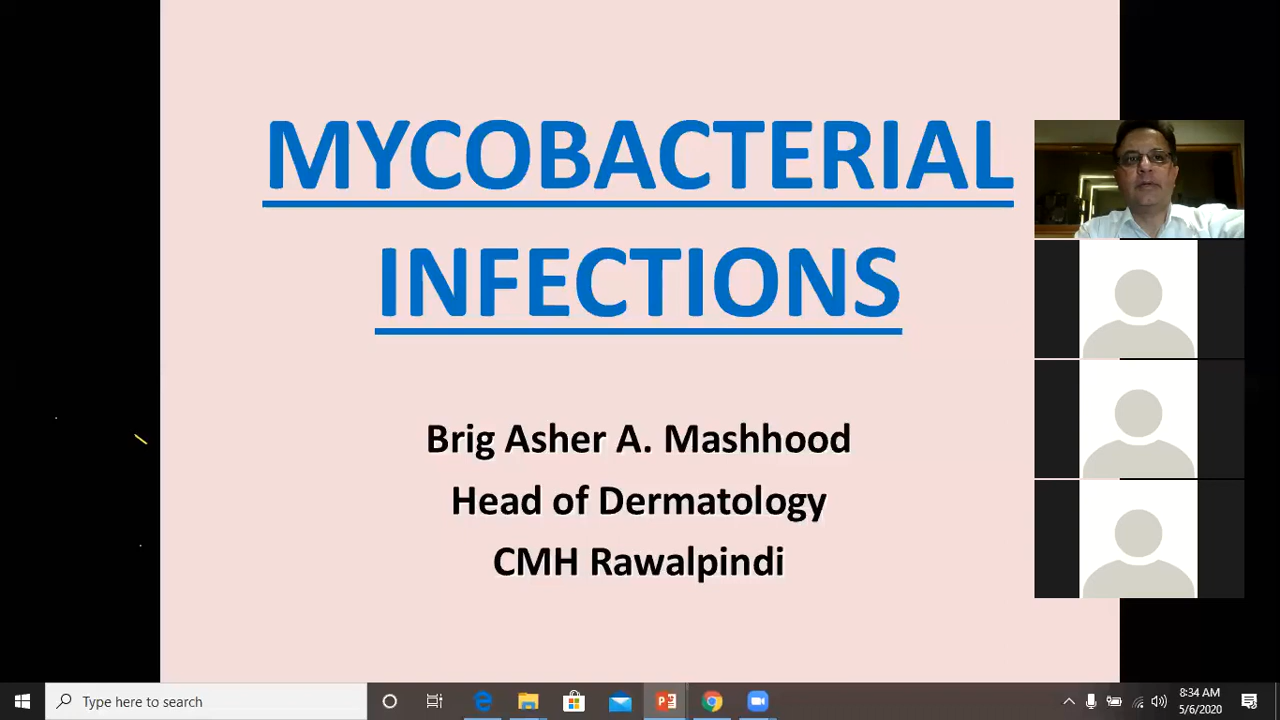 MYCOBACTERIAL
INFECTIONS
Brig Asher A. Mashhood
Head of Dermatology
CMH Rawalpindi
Type here to search
8:34 AM
5/6/2020